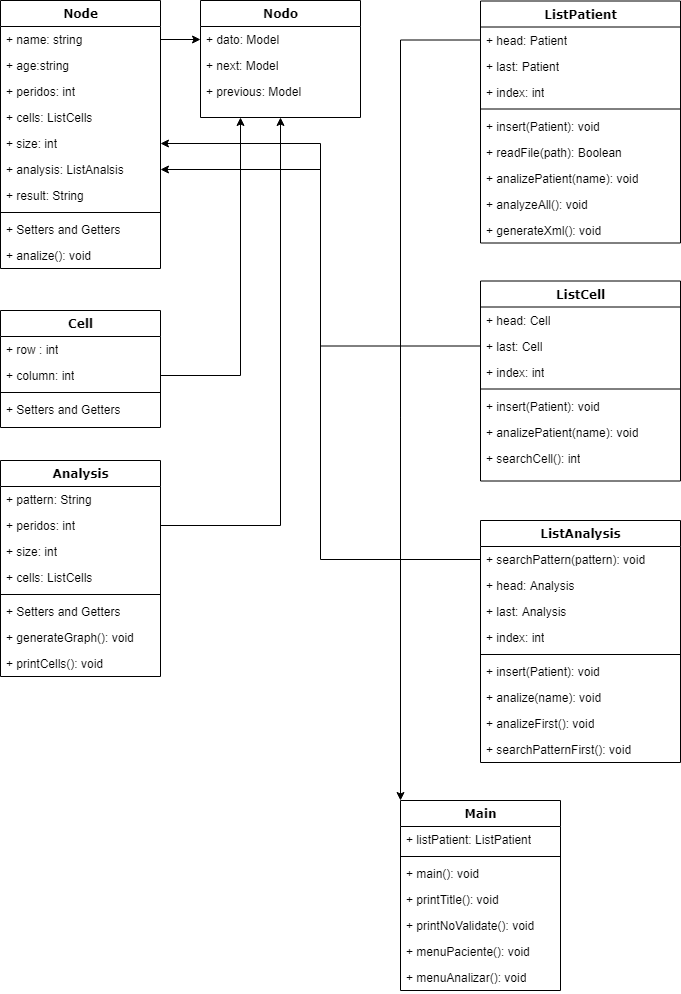 Node
+ name: string
+ age:string
+ peridos: int
+ cells: ListCells
+ size: int
+ analysis: ListAnalsis
+ result: String
+ Setters and Getters
+ analize(): void
Nodo
+ dato: Model
+ next: Model
+ previous: Model
ListPatient
+ head: Patient
+ last: Patient
+ index: int
+ insert(Patient): void
+ readFile(path): Boolean
+ analizePatient(name): void
+ analyzeAll(): void
+ generateXml(): void
Cell
+ row : int
+ column: int
+ Setters and Getters
ListCell
+ head: Cell
+ last: Cell
+ index: int
+ insert(Patient): void
+ analizePatient(name): void
+ searchCell(): int
Analysis
+ pattern: String
+ peridos: int
+ size: int
+ cells: ListCells
+ Setters and Getters
+ generateGraph(): void
+ printCells(): void
ListAnalysis
+ searchPattern(pattern): void
+ head: Analysis
+ last: Analysis
+ index: int
+ insert(Patient): void
+ analize(name): void
+ analizeFirst(): void
+ searchPatternFirst(): void
Main
+ listPatient: ListPatient
+ main(): void
+ printTitle(): void
+ printNoValidate(): void
+ menuPaciente(): void
+ menuAnalizar(): void